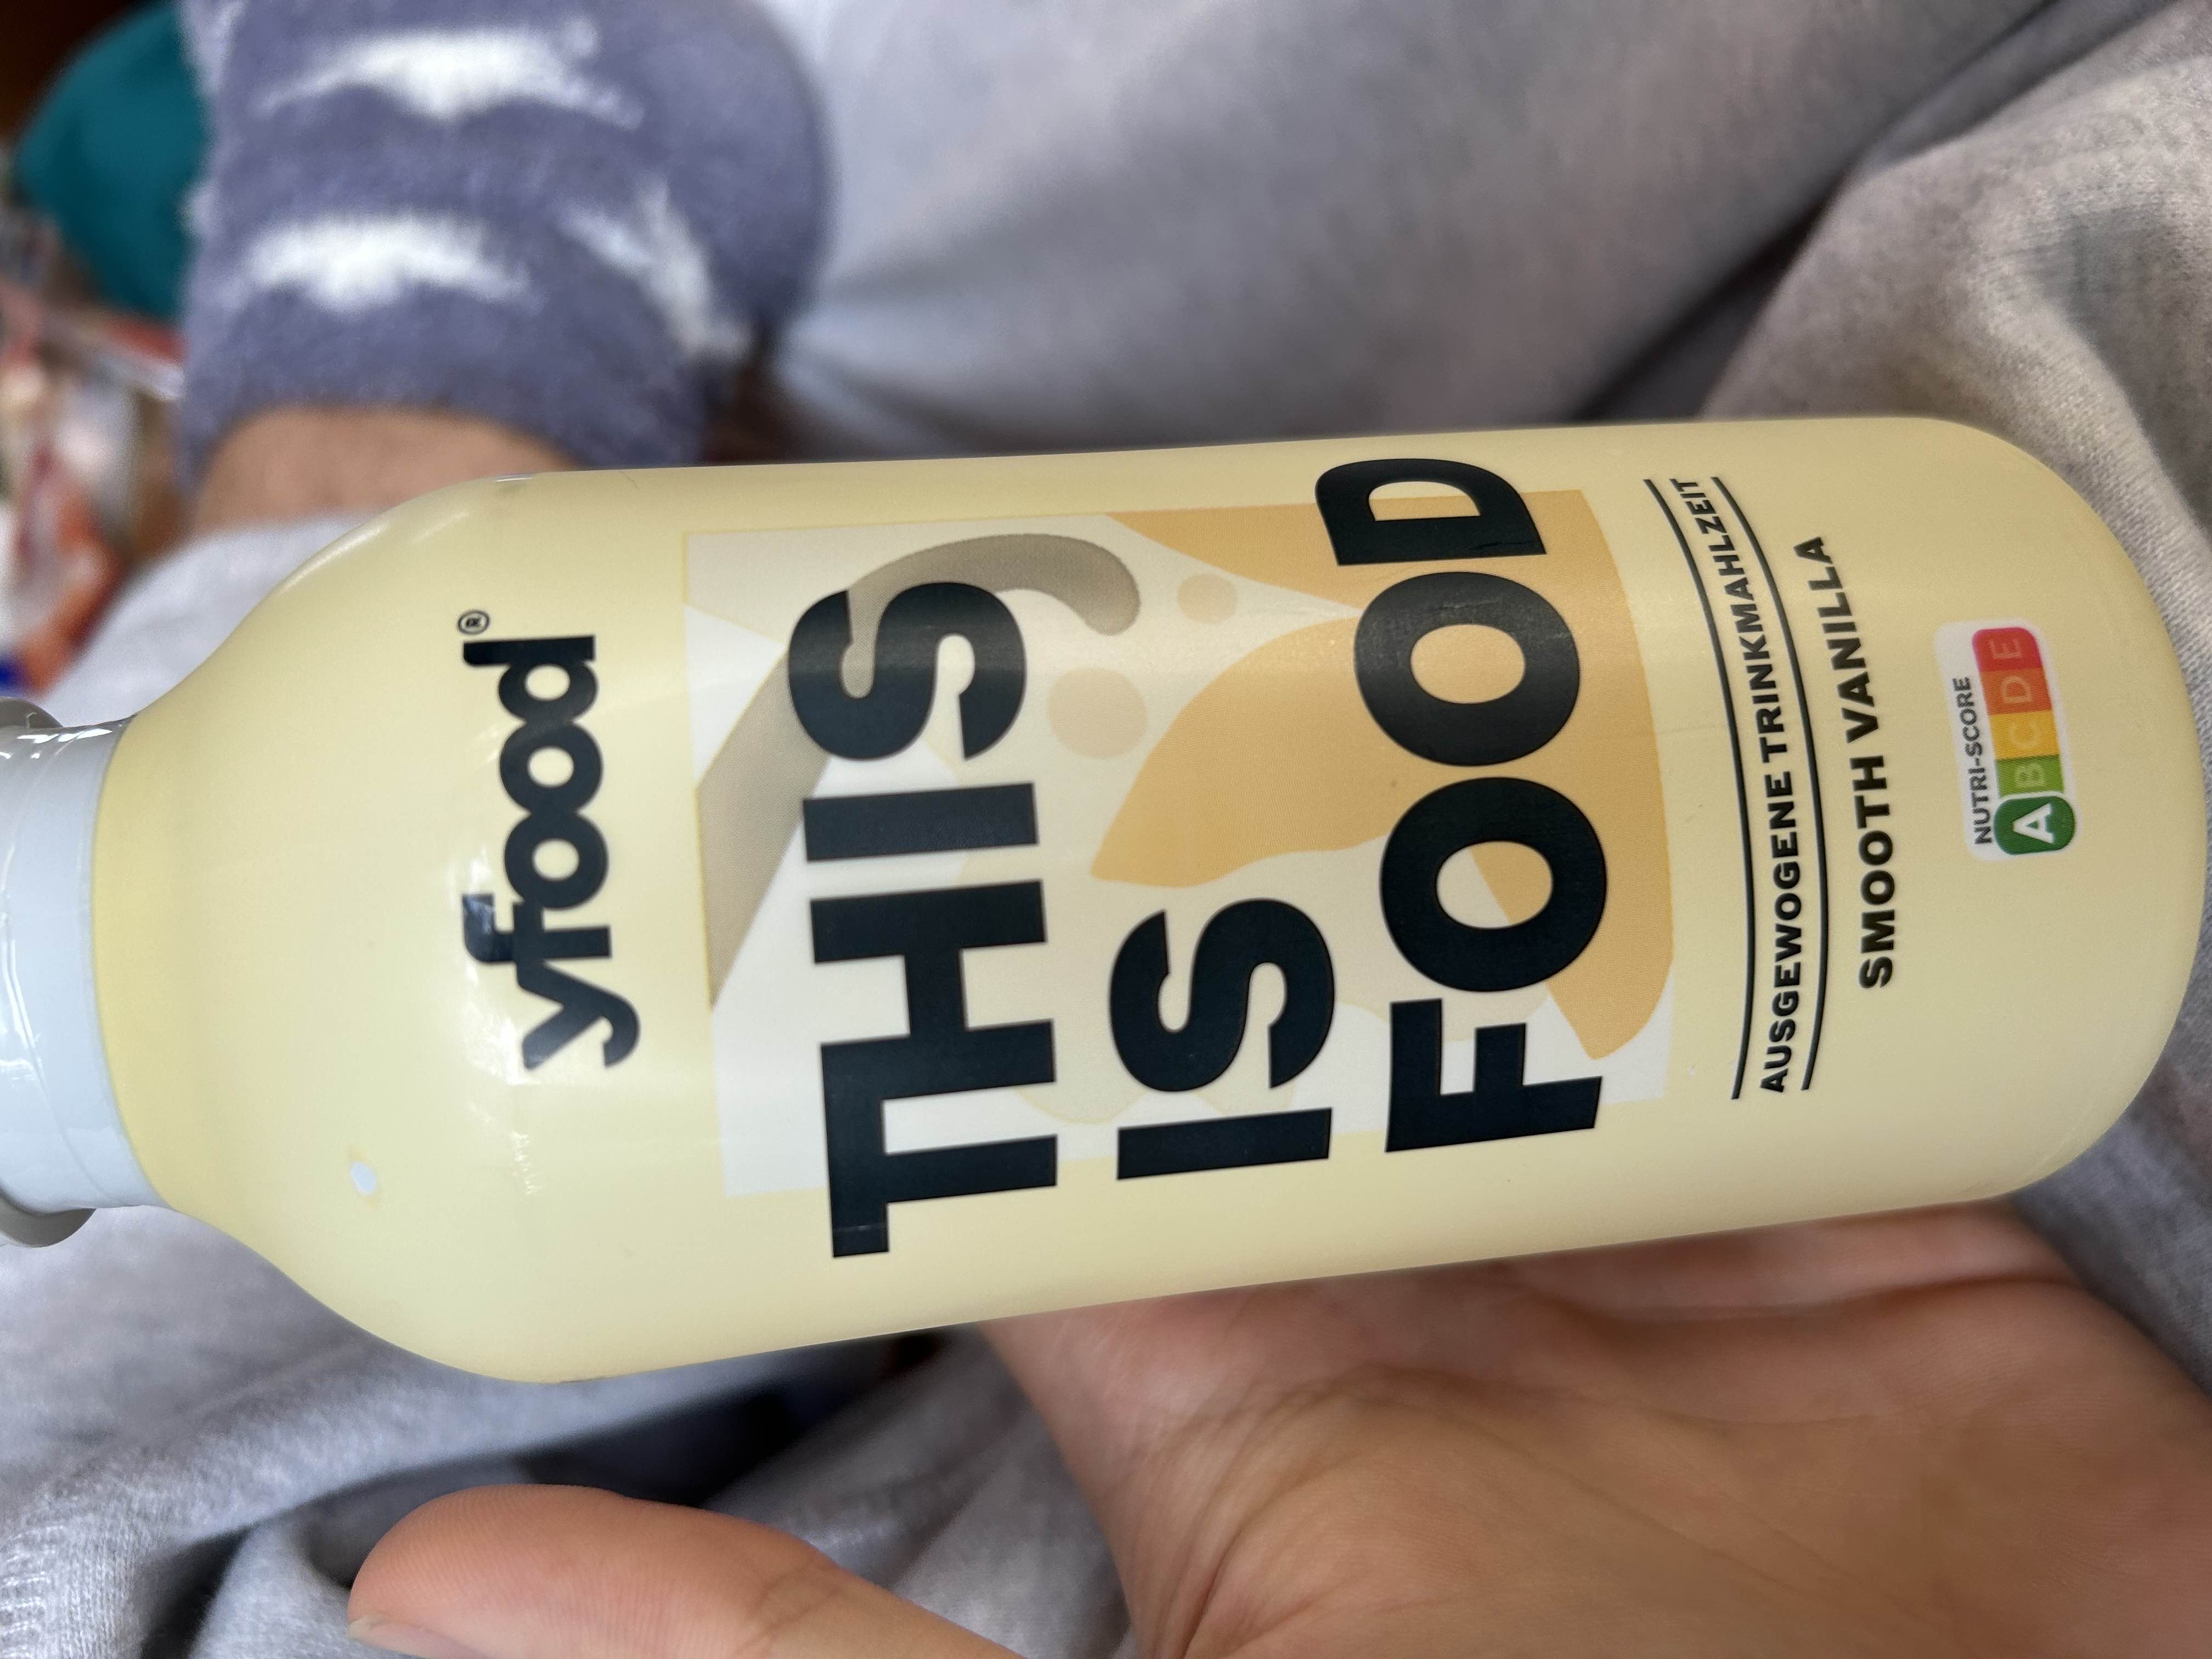 yfood®
THIS
IS
FOOD
AUSGEWOGENE TRINKMAHLZEIT
SMOOTH VANILLA
NUTRI-SCORE
A B C D E